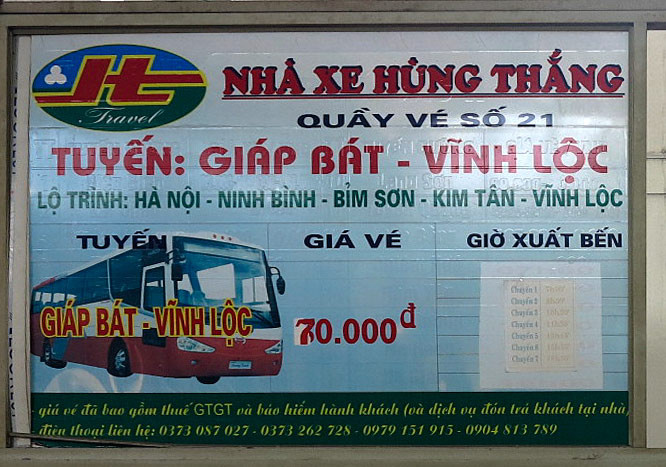 HT
Travel
NHÀ XE HÙNG THẮNG
QUẦY VÉ SỐ 21
TUYẾN: GIÁP BÁT - VĨNH LỘC
LỘ TRÌNH: HÀ NỘI - NINH BÌNH - BỈM SƠN - KIM TÂN - VĨNH LỘC
TUYẾN GIÁ VÉ GIỜ XUẤT BẾN
GIÁP BÁT - VĨNH LỘC 70.000đ
Chuyến 1
Chuyến 2
Chuyến 3
Chuyến 4
Chuyến 5
Chuyến 6
Chuyến 7
- giá vé đã bao gồm thuế GTGT và bảo hiểm hành khách (và dịch vụ đón trả khách tại nhà)
- điện thoại liên hệ: 0373 087 027 - 0373 262 728 - 0979 151 915 - 0904 813 789